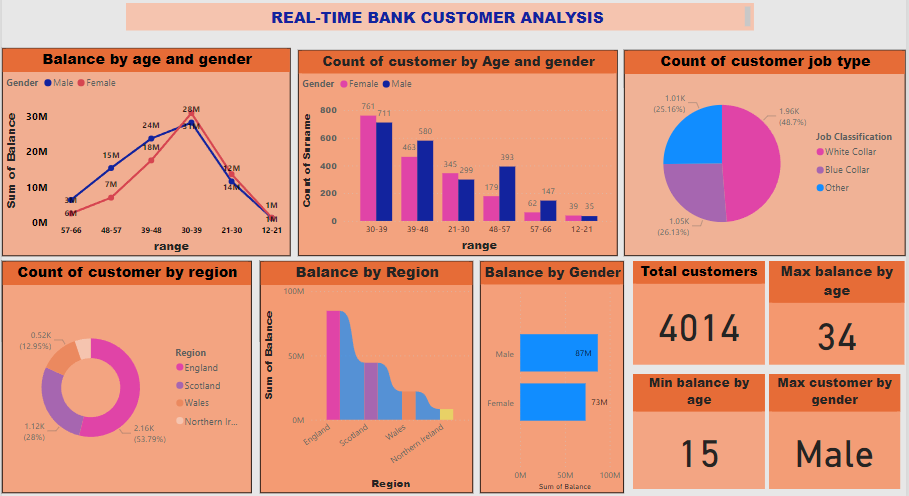 REAL-TIME BANK CUSTOMER ANALYSIS
Balance by age and gender
Gender Male Female
Sum of Balance
30M
20M
10M
0M
3M
6M
15M
7M
24M
18M
28M
31M
12M
14M
1M
1M
57-66 48-57 39-48 30-39 21-30 12-21
range
Count of customer by Age and gender
Gender Female Male
Count of Surname
800
600
400
200
0
761 711
463 580
345 299
179 393
62 147
39 35
30-39 39-48 21-30 48-57 57-66 12-21
range
Count of customer job type
1.01K
(25.16%)
1.96K
(48.7%)
1.05K
(26.13%)
Job Classification
White Collar
Blue Collar
Other
Count of customer by region
0.52K
(12.95%)
1.12K
(28%)
2.16K
(53.79%)
Region
England
Scotland
Wales
Northern Ir...
Balance by Region
Sum of Balance
100M
50M
0M
England Scotland Wales Northern Ireland
Region
Balance by Gender
Male 87M
Female 73M
0M 50M 100M
Sum of Balance
Total customers
4014
Max balance by
age
34
Min balance by
age
15
Max customer by
gender
Male